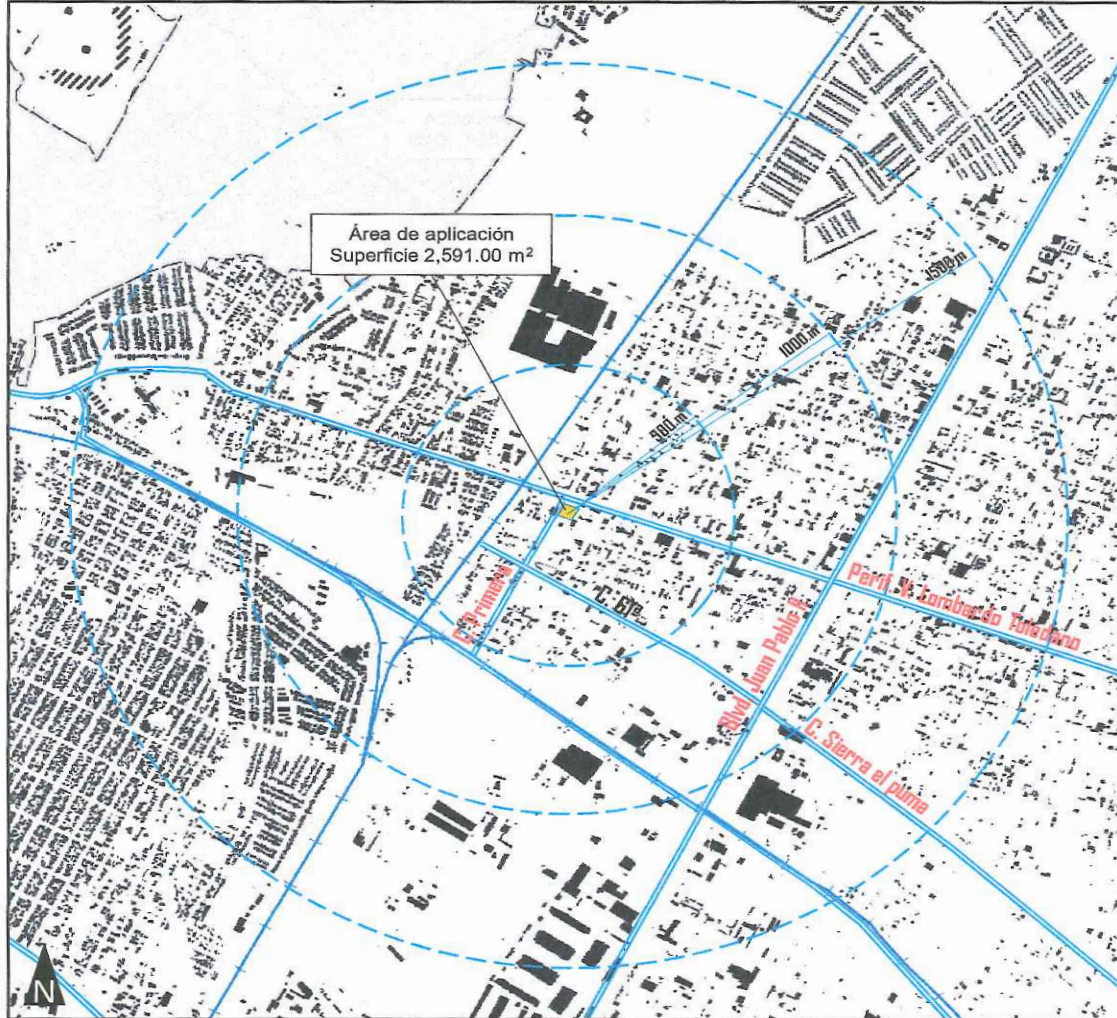 Área de aplicación
Superficie 2,591.00 m²
1500 m
1000 m
500 m
C. Primera
C. 6Ta
Perif. V. Lombardo Toledano
Blvd Juan Pablo II
C. Sierra el puma
N